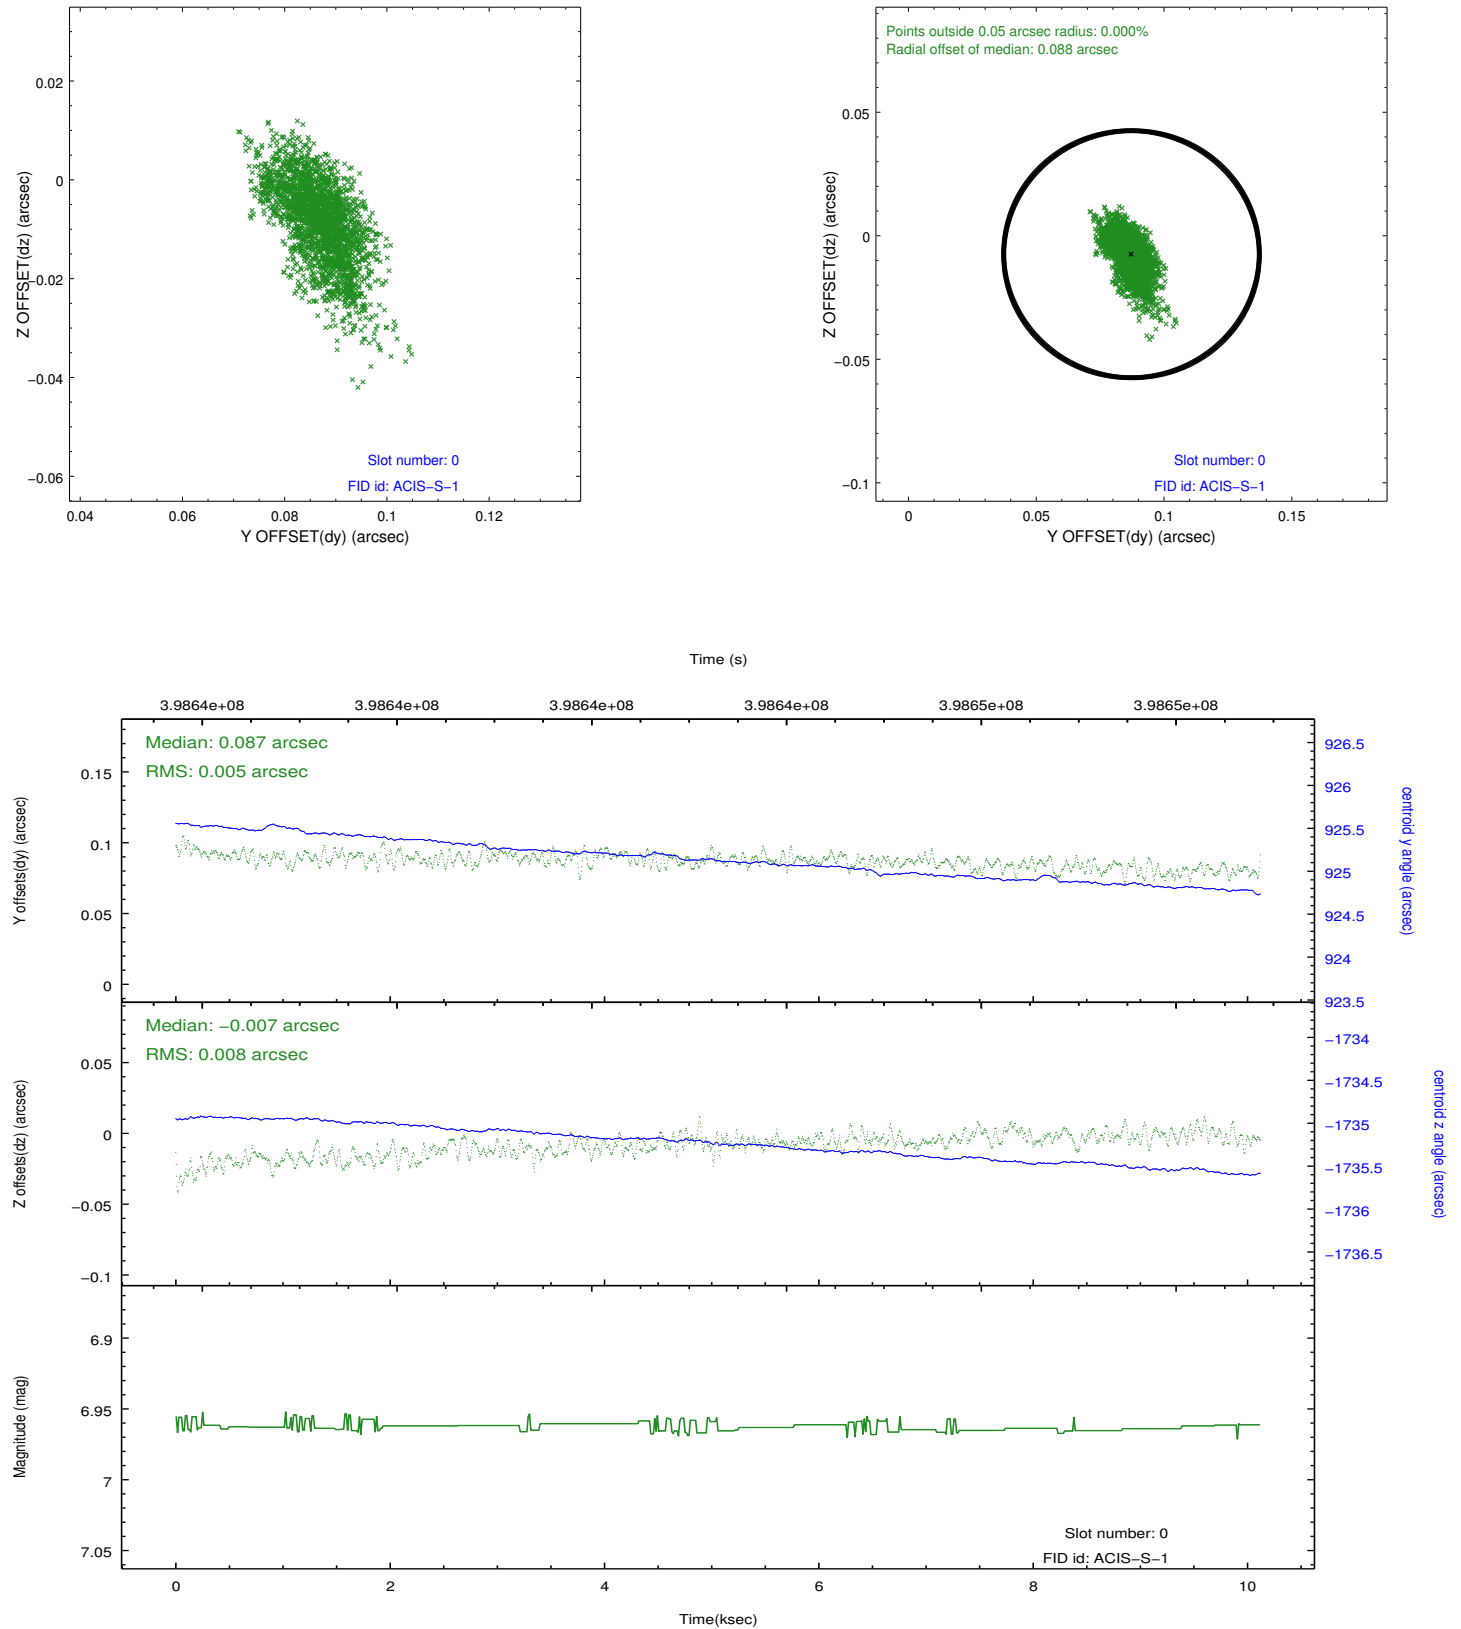 0.02
0
−0.02
−0.04
−0.06
Z OFFSET(dz) (arcsec)
Slot number: 0
FID id: ACIS−S−1
0.04 0.06 0.08 0.1 0.12
Y OFFSET(dy) (arcsec)
Points outside 0.05 arcsec radius: 0.000%
Radial offset of median: 0.088 arcsec
0.05
0
−0.05
−0.1
Z OFFSET(dz) (arcsec)
Slot number: 0
FID id: ACIS−S−1
0 0.05 0.1 0.15
Y OFFSET(dy) (arcsec)
Time (s)
3.9864e+08 3.9864e+08 3.9864e+08 3.9864e+08 3.9865e+08 3.9865e+08
Median: 0.087 arcsec
RMS: 0.005 arcsec
0.15
0.1
0.05
0
Y offsets(dy) (arcsec)
926.5
926
925.5
925
924.5
924
923.5
centroid y angle (arcsec)
Median: −0.007 arcsec
RMS: 0.008 arcsec
0.05
0
−0.05
−0.1
Z offsets(dz) (arcsec)
−1734
−1734.5
−1735
−1735.5
−1736
−1736.5
centroid z angle (arcsec)
6.9
6.95
7
7.05
Magnitude (mag)
Slot number: 0
FID id: ACIS−S−1
0 2 4 6 8 10
Time(ksec)